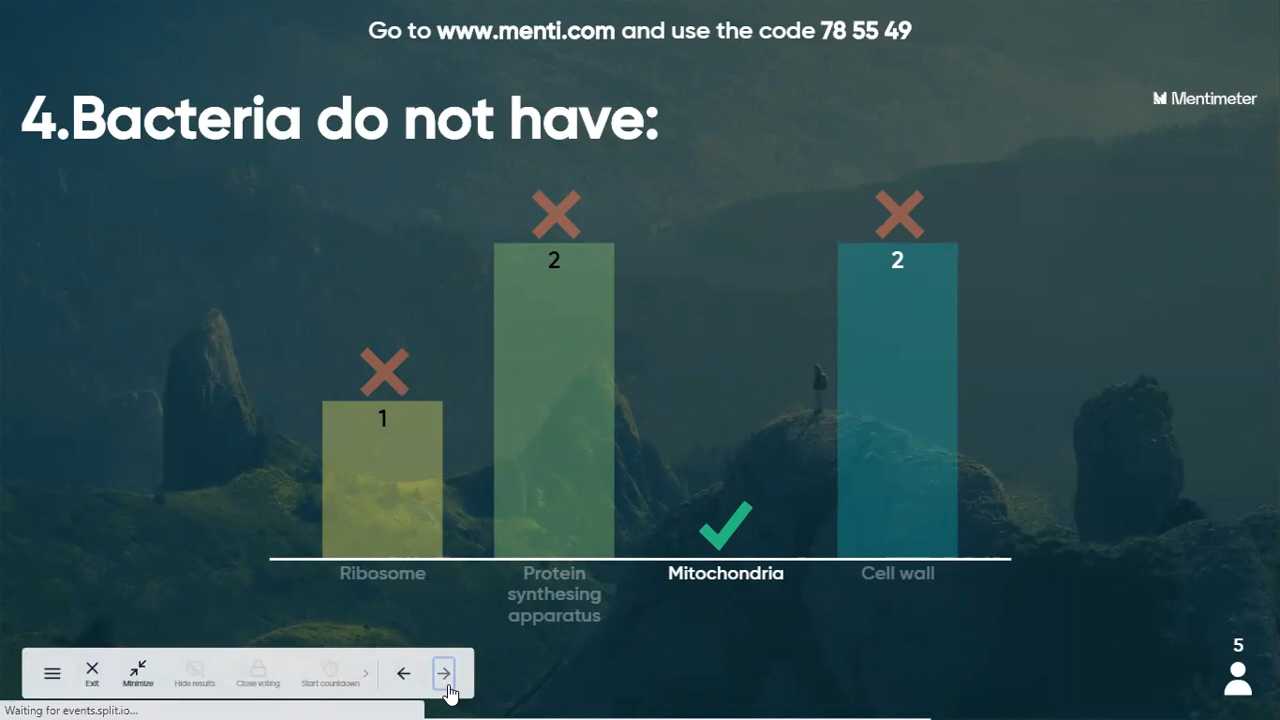 Go to www.menti.com and use the code 78 55 49
Mentimeter
4.Bacteria do not have:
2
2
1
Ribosome
Protein
synthesing
apparatus
Mitochondria
Cell wall
5
Exit
Minimize
Hide results
Close voting
Start countdown
Waiting for events.split.io...